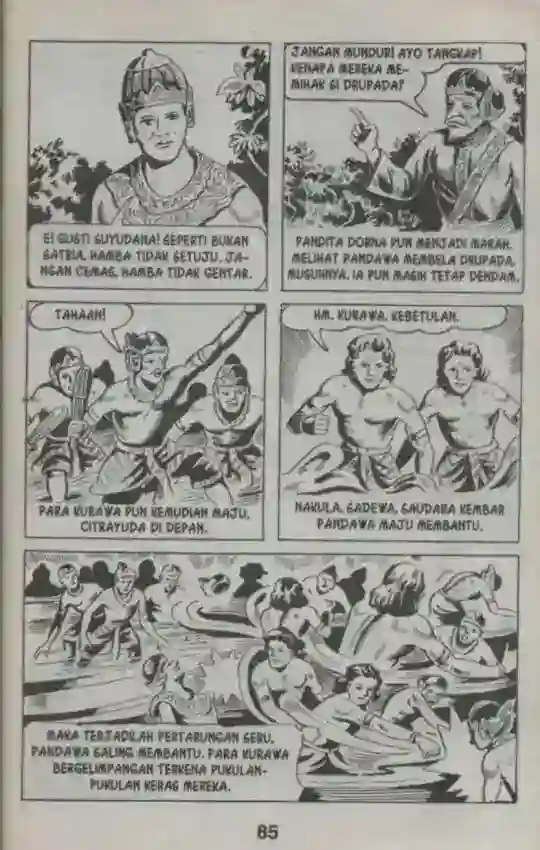 E! GUSTI SUYUDANA! SEPERTI BUKAN
SATRIA, HAMBA TIDAK SETUJU. JA-
NGAN CEMAS, HAMBA TIDAK GENTAR.
JANGAN MUNDUR! AYO TANGKAP!
KENAPA MEREKA ME-
MIHAK SI DRUPADA?
PANDITA DORNA PUN MENJADI MARAH.
MELIHAT PANDAWA MEMBELA DRUPADA,
MUSUHNYA. IA PUN MASIH TETAP DENDAM.
TAHAAN!
PARA KURAWA PUN KEMUDIAN MAJU,
CITRAYUDA DI DEPAN.
HM. KURAWA. KEBETULAN.
NAKULA, SADEWA, SAUDARA KEMBAR
PANDAWA MAJU MEMBANTU.
MAKA TERJADILAH PERTARUNGAN SERU,
PANDAWA SALING MEMBANTU. PARA KURAWA
BERGELIMPANGAN TERKENA PUKULAN-
PUKULAN KERAS MEREKA.
85